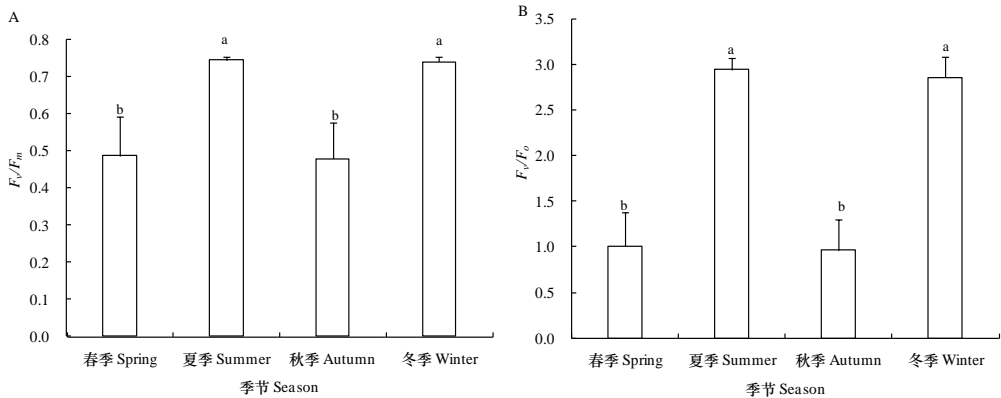 A
0.8
0.7
0.6
0.5
0.4
0.3
0.2
0.1
0.0
Fv/Fm
b
a
b
a
春季 Spring
夏季 Summer
秋季 Autumn
冬季 Winter
季节 Season
B
3.5
3.0
2.5
2.0
1.5
1.0
0.5
0.0
Fv/Fo
b
a
b
a
春季 Spring
夏季 Summer
秋季 Autumn
冬季 Winter
季节 Season